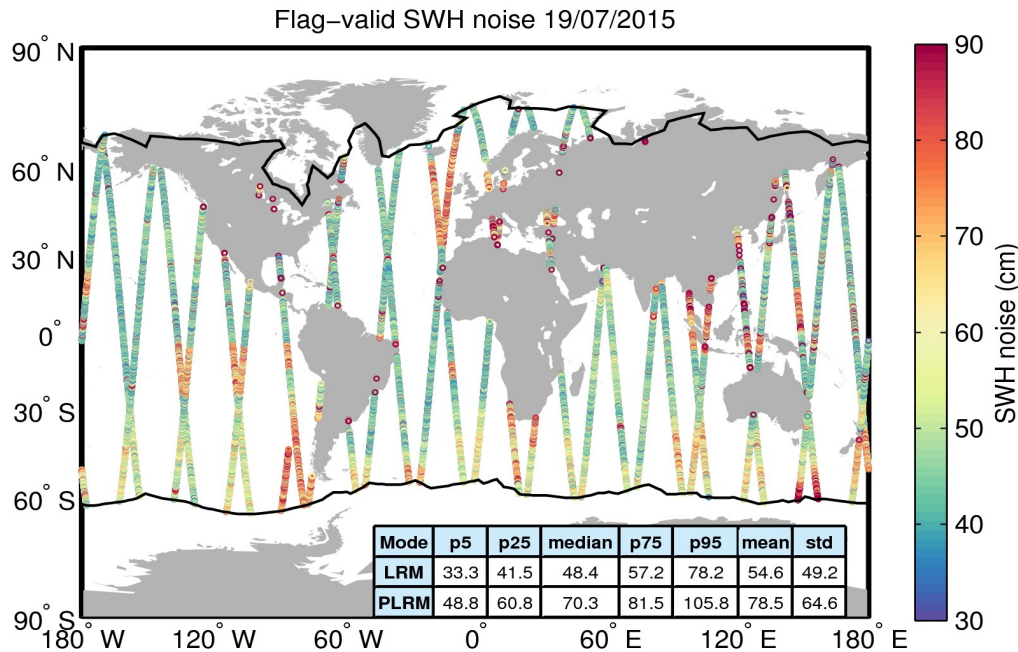 Flag−valid SWH noise 19/07/2015
90° N
60° N
30° N
0°
30° S
60° S
90° S
180° W
120° W
60° W
0°
60° E
120° E
180° E
Mode p5 p25 median p75 p95 mean std
LRM 33.3 41.5 48.4 57.2 78.2 54.6 49.2
PLRM 48.8 60.8 70.3 81.5 105.8 78.5 64.6
90
80
70
60
50
40
30
SWH noise (cm)